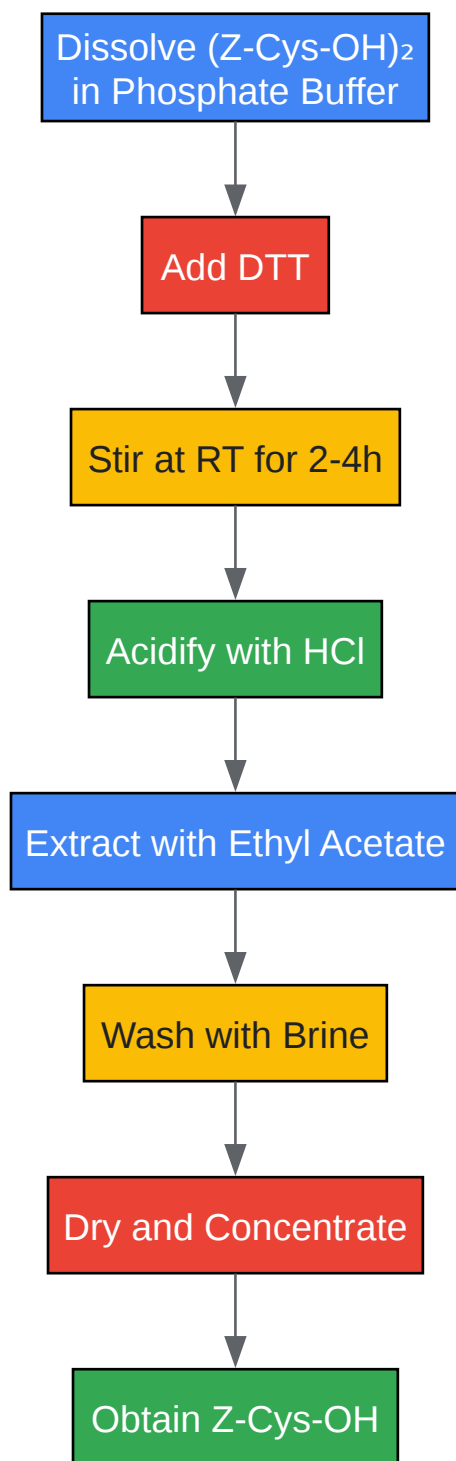 Dissolve (Z-Cys-OH)₂
in Phosphate Buffer
Add DTT
Stir at RT for 2-4h
Acidify with HCl
Extract with Ethyl Acetate
Wash with Brine
Dry and Concentrate
Obtain Z-Cys-OH